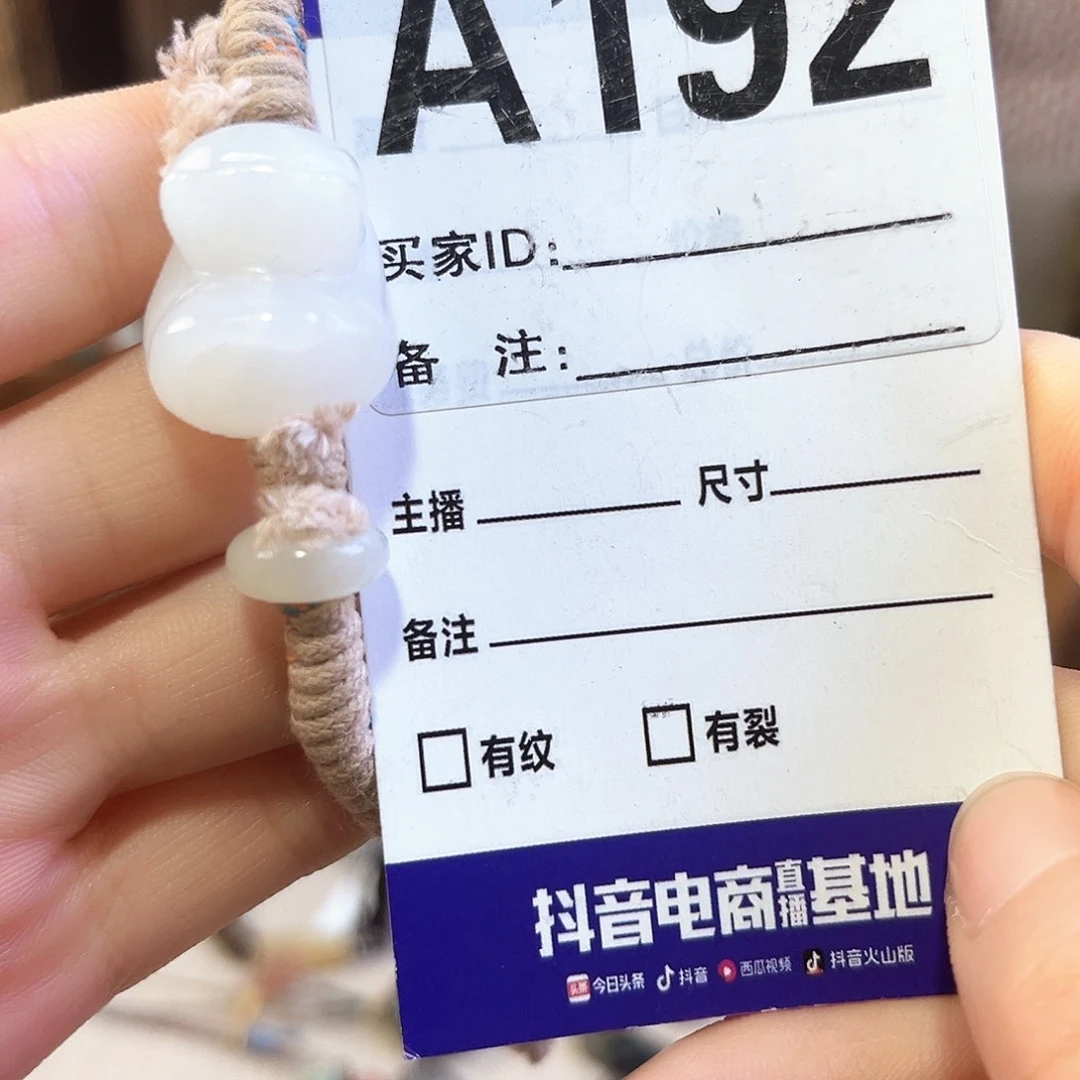 A192
买家ID:
备 注:
主播 尺寸
备注
有纹 有裂
抖音电商直播基地
今日头条 抖音 西瓜视频 抖音火山版